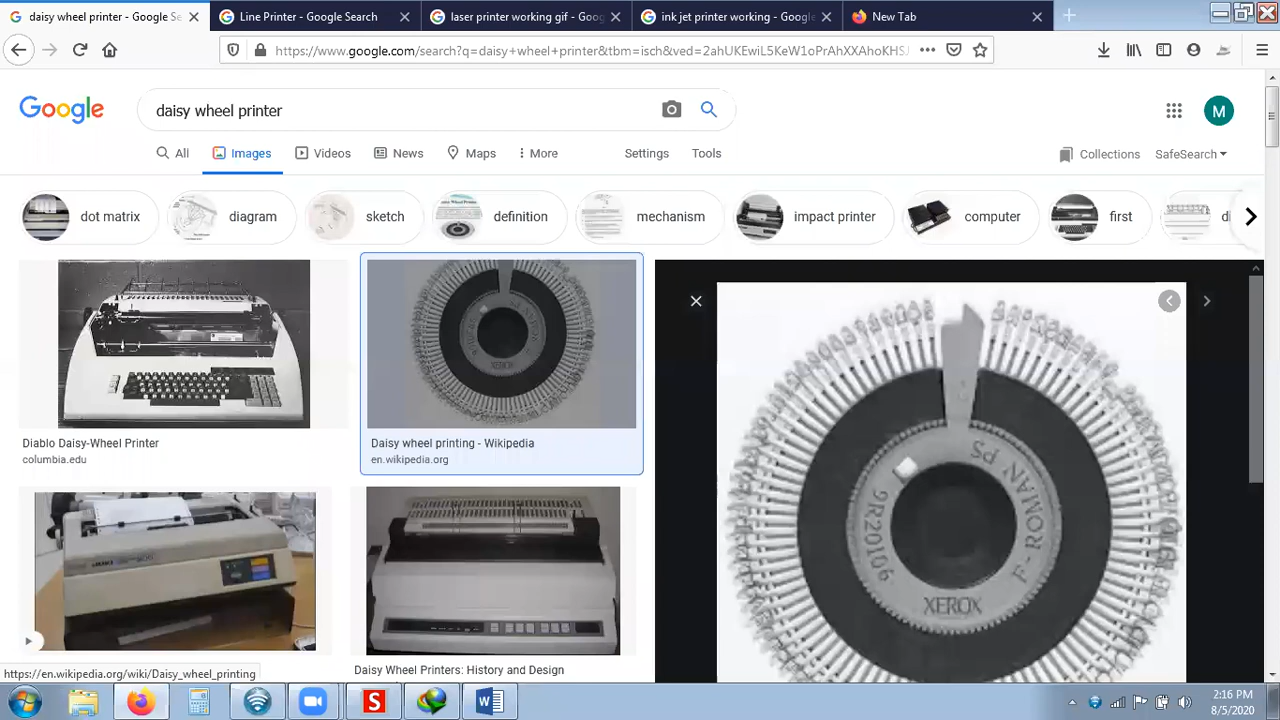 daisy wheel printer - Google Se
Line Printer - Google Search
laser printer working gif - Goog
ink jet printer working - Google
New Tab
https://www.google.com/search?q=daisy+wheel+printer&tbm=isch&ved=2ahUKEwiL5KeW1oPrAhXXAhoKHSJ
Google
daisy wheel printer
M
All
Images
Videos
News
Maps
More
Settings
Tools
Collections
SafeSearch
dot matrix
diagram
sketch
definition
mechanism
impact printer
computer
first
d
Diablo Daisy-Wheel Printer
columbia.edu
Daisy wheel printing - Wikipedia
en.wikipedia.org
XEROX
9R20106
F - ROMAN PS
XEROX
Daisy Wheel Printers: History and Design
https://en.wikipedia.org/wiki/Daisy_wheel_printing
S
W
2:16 PM
8/5/2020